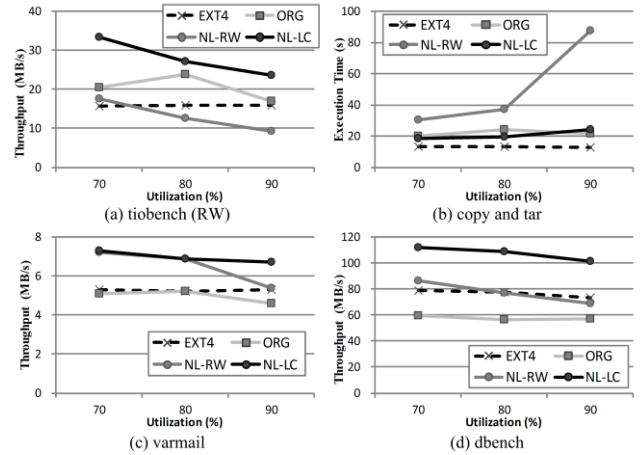 EXT4 ORG
NL-RW NL-LC
Throughput (MB/s)
40
30
20
10
0
70 80 90
Utilization (%)
(a) tiobench (RW)
EXT4 ORG
NL-RW NL-LC
Execution Time (s)
100
80
60
40
20
0
70 80 90
Utilization (%)
(b) copy and tar
Throughput (MB/s)
8
6
4
2
0
EXT4 ORG
NL-RW NL-LC
70 80 90
Utilization (%)
(c) varmail
Throughput (MB/s)
120
100
80
60
40
20
0
EXT4 ORG
NL-RW NL-LC
70 80 90
Utilization (%)
(d) dbench